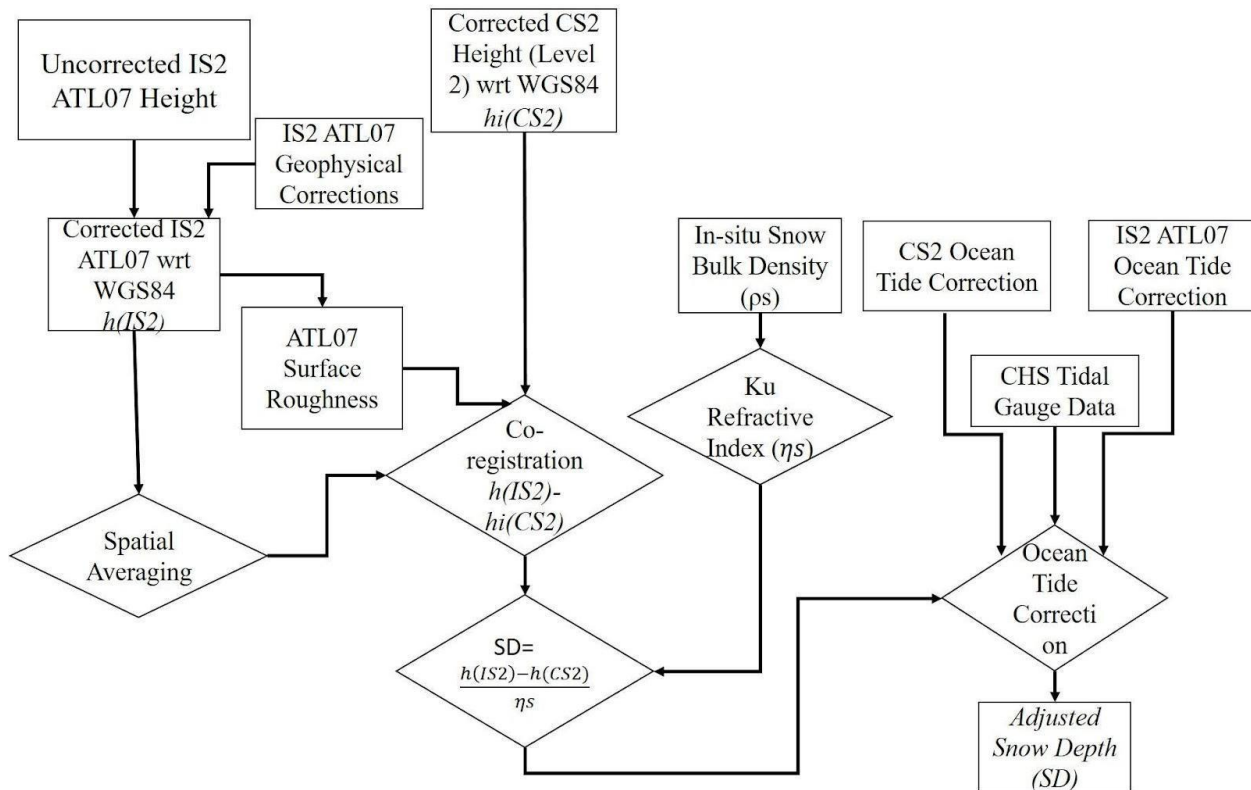 Uncorrected IS2
ATL07 Height
IS2 ATL07
Geophysical
Corrections
Corrected CS2
Height (Level
2) wrt WGS84
hi(CS2)
Corrected IS2
ATL07 wrt
WGS84
h(IS2)
ATL07
Surface
Roughness
Spatial
Averaging
Co-
registration
h(IS2)-
hi(CS2)
In-situ Snow
Bulk Density
(ρs)
Ku
Refractive
Index (ηs)
SD=
h(IS2)−h(CS2)
ηs
CS2 Ocean
Tide Correction
IS2 ATL07
Ocean Tide
Correction
CHS Tidal
Gauge Data
Ocean
Tide
Correcti
on
Adjusted
Snow Depth
(SD)